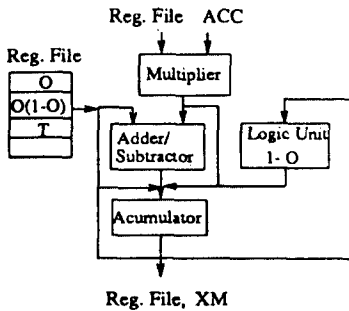 Reg. File ACC
Reg. File
Multiplier
O
O(1-O)
T
Adder/
Subtractor
Logic Unit
1- O
Acumulator
Reg. File, XM